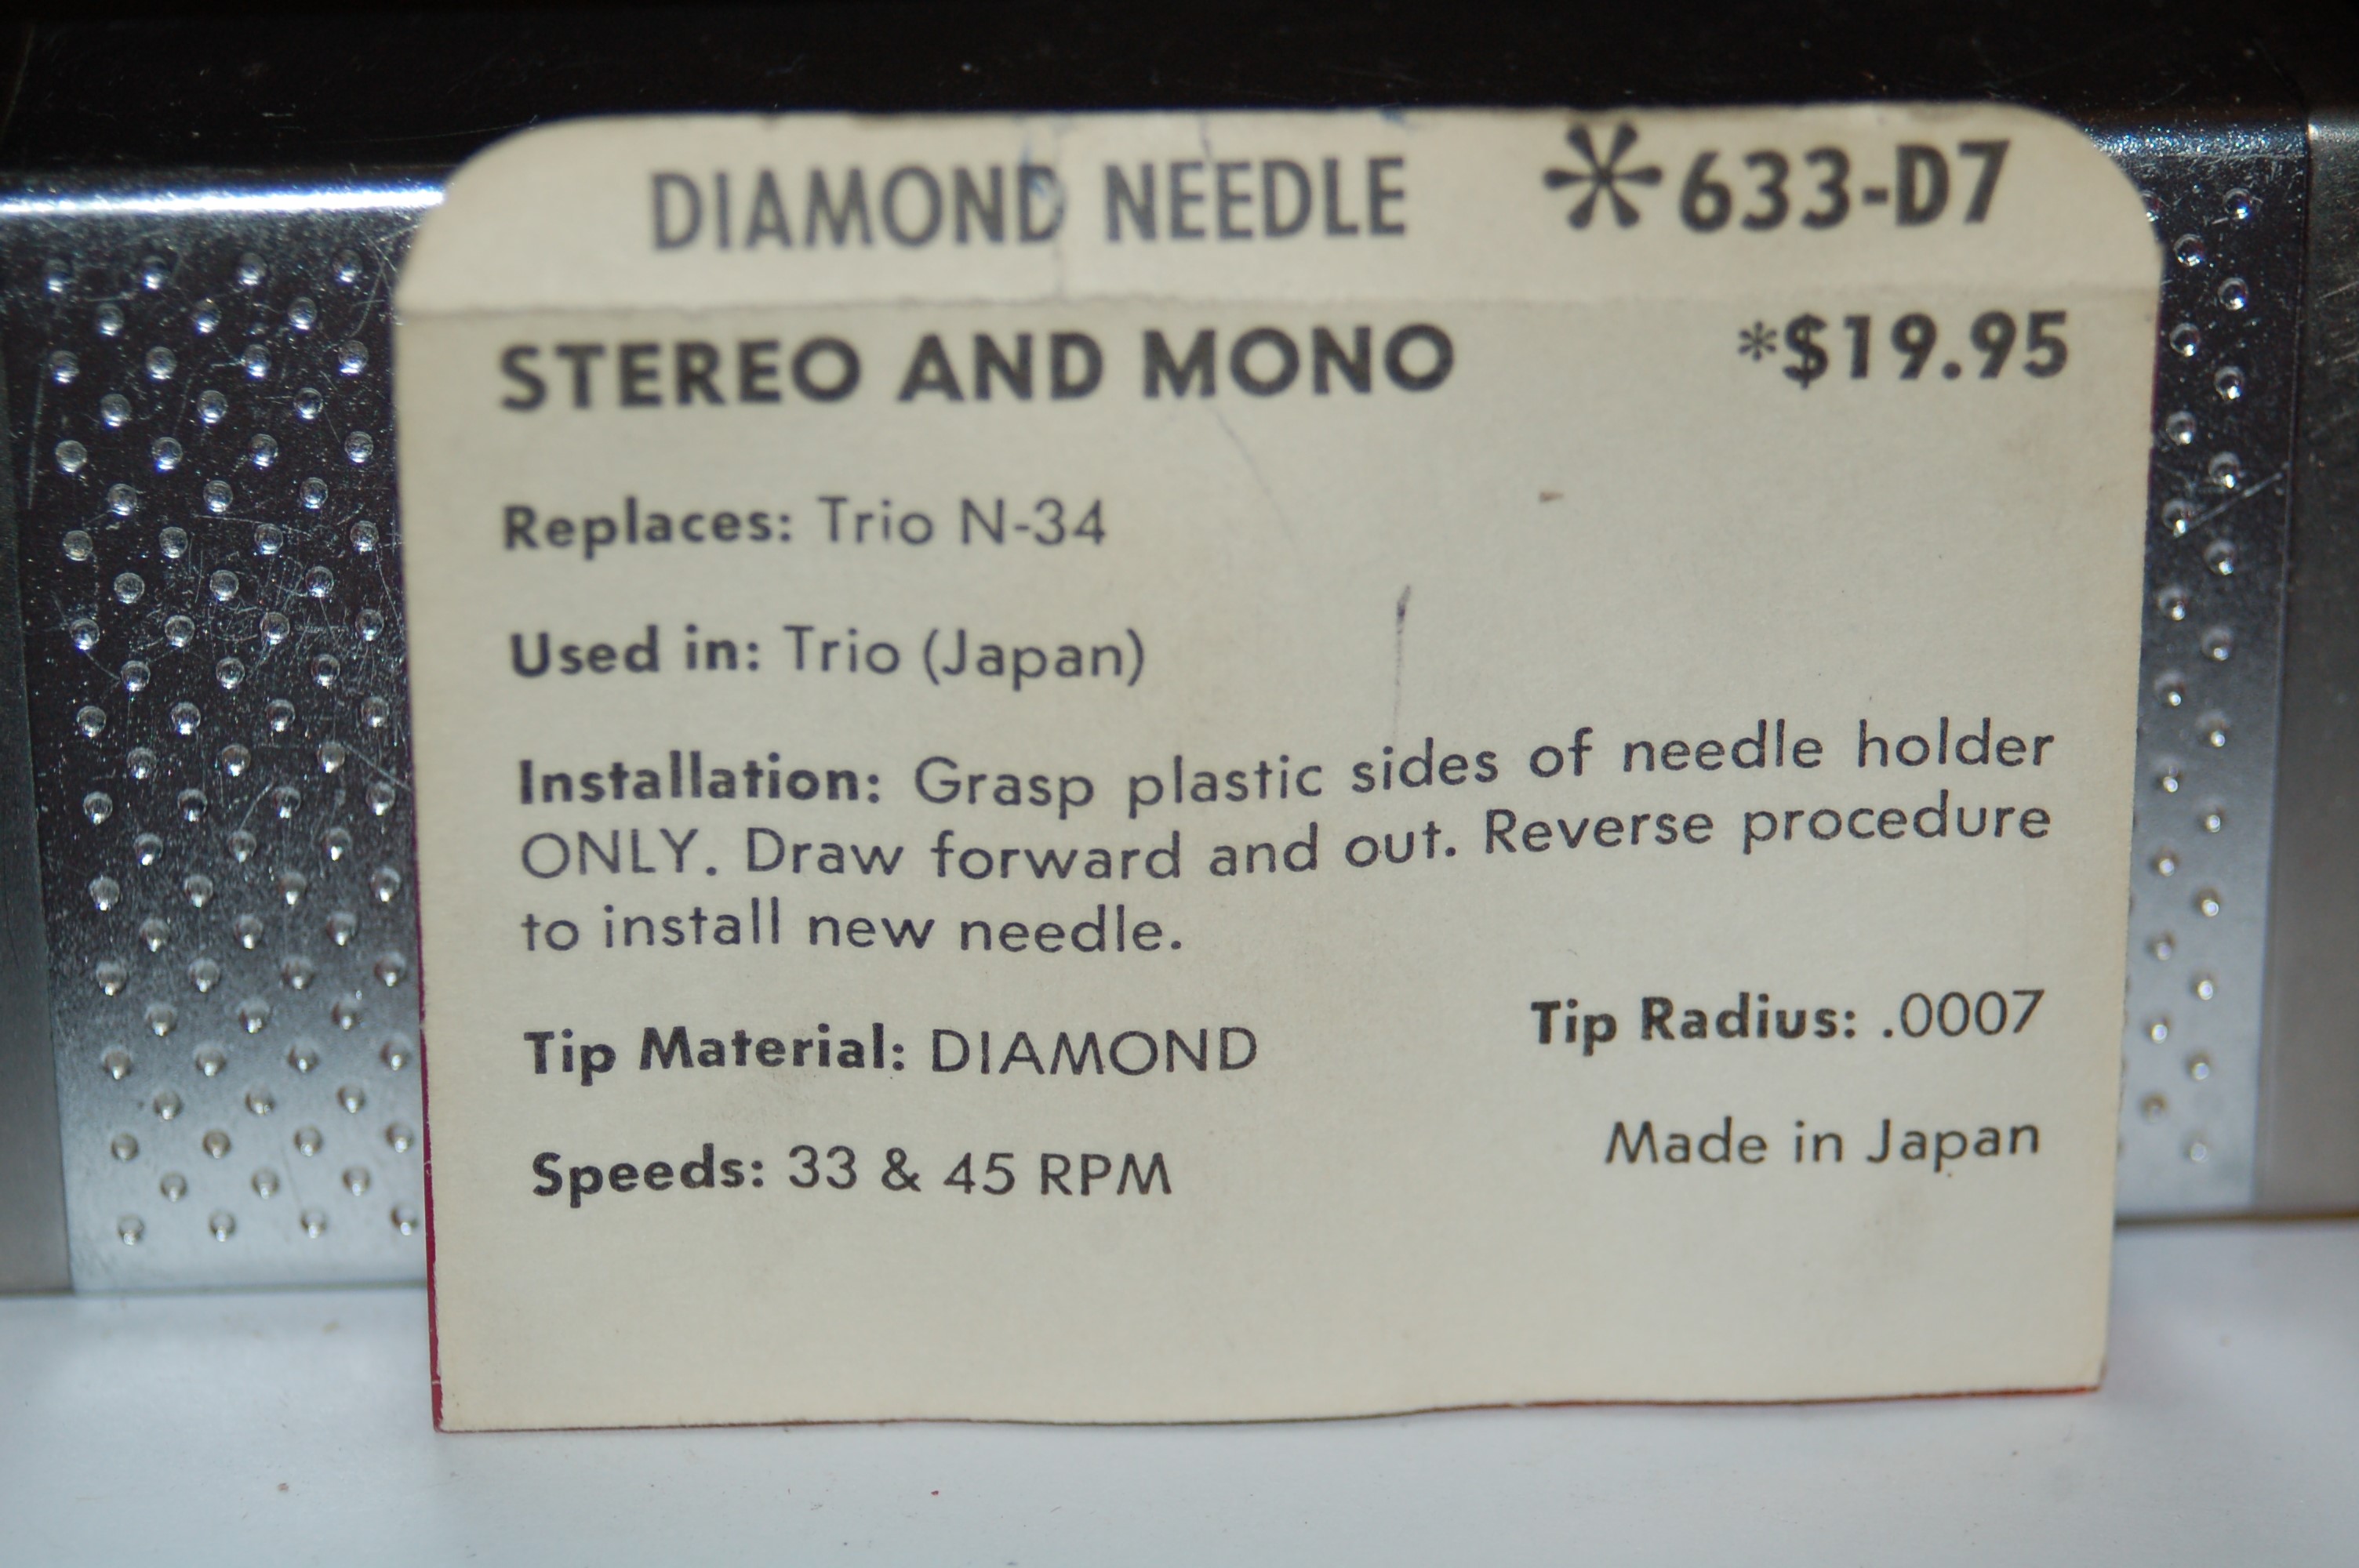 DIAMOND NEEDLE *633-D7
STEREO AND MONO *$19.95
Replaces: Trio N-34
Used in: Trio (Japan)
Installation: Grasp plastic sides of needle holder
ONLY. Draw forward and out. Reverse procedure
to install new needle.
Tip Material: DIAMOND Tip Radius: .0007
Speeds: 33 & 45 RPM Made in Japan